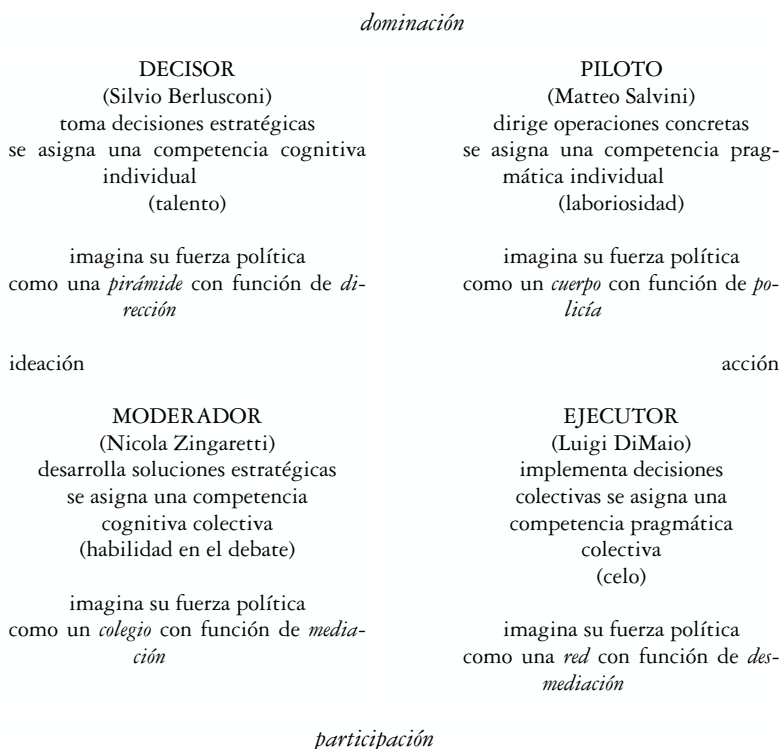 dominación
DECISOR
(Silvio Berlusconi)
toma decisiones estratégicas
se asigna una competencia cognitiva
individual
(talento)
imagina su fuerza política
como una pirámide con función de di-
rección
PILOTO
(Matteo Salvini)
dirige operaciones concretas
se asigna una competencia prag-
mática individual
(laboriosidad)
imagina su fuerza política
como un cuerpo con función de po-
licía
ideación
acción
MODERADOR
(Nicola Zingaretti)
desarrolla soluciones estratégicas
se asigna una competencia
cognitiva colectiva
(habilidad en el debate)
imagina su fuerza política
como un colegio con función de media-
ción
EJECUTOR
(Luigi DiMaio)
implementa decisiones
colectivas se asigna una
competencia pragmática
colectiva
(celo)
imagina su fuerza política
como una red con función de des-
mediación
participación